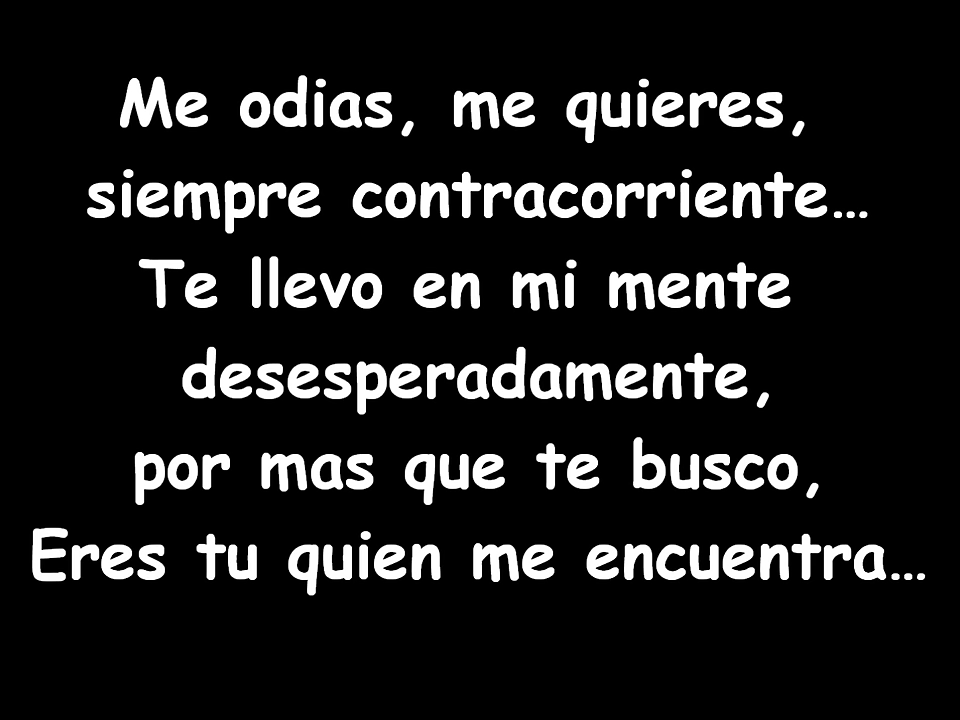 Me odias, me quieres,
siempre contracorriente...
Te llevo en mi mente
desesperadamente,
por mas que te busco,
Eres tu quien me encuentra...